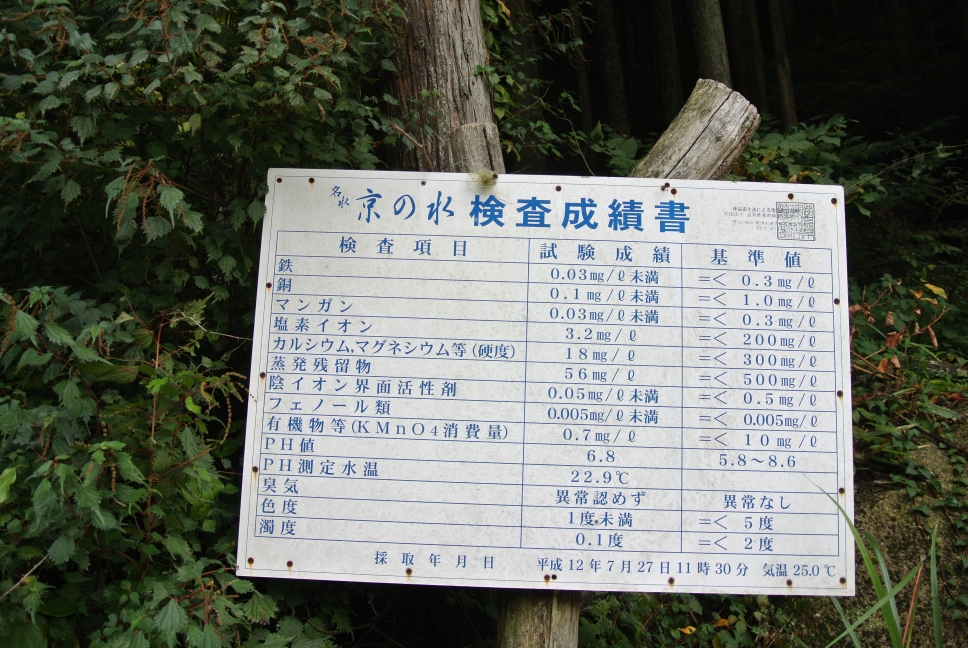 名水 京の水 検査成績書
検査項目 試験成績 基準値
鉄 0.03mg/ℓ未満 =< 0.3mg/ℓ
銅 0.1mg/ℓ未満 =< 1.0mg/ℓ
マンガン 0.03mg/ℓ未満 =< 0.3mg/ℓ
塩素イオン 3.2mg/ℓ =< 200mg/ℓ
カルシウム,マグネシウム等(硬度) 18mg/ℓ =< 300mg/ℓ
蒸発残留物 56mg/ℓ =< 500mg/ℓ
陰イオン界面活性剤 0.05mg/ℓ未満 =< 0.5mg/ℓ
フェノール類 0.005mg/ℓ未満 =< 0.005mg/ℓ
有機物等(KMnO4消費量) 0.7mg/ℓ =< 10mg/ℓ
PH値 6.8 5.8〜8.6
PH測定水温 22.9℃
臭気 異常認めず 異常なし
色度 1度未満 =< 5度
濁度 0.1度 =< 2度
採取年月日 平成12年7月27日11時30分 気温25.0℃